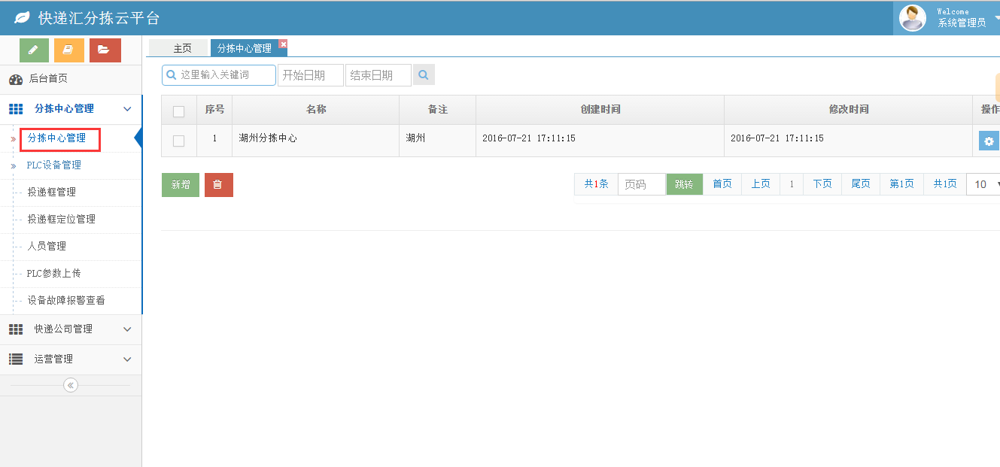 快递汇分拣云平台
Welcome
系统管理员
主页
分拣中心管理
后台首页
这里输入关键词 开始日期 结束日期
分拣中心管理
序号 名称 备注 创建时间 修改时间 操作
分拣中心管理
1 湖州分拣中心 湖州 2016-07-21 17:11:15 2016-07-21 17:11:15
PLC设备管理
新增 共1条 页码 跳转 首页 上页 1 下页 尾页 第1页 共1页 10
投递框管理
投递框定位管理
人员管理
PLC参数上传
设备故障报警查看
快递公司管理
运营管理